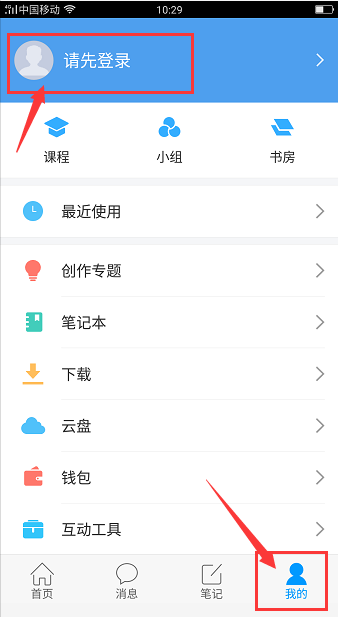 4G 中国移动 10:29
请先登录
课程 小组 书房
最近使用
创作专题
笔记本
下载
云盘
钱包
互动工具
首页 消息 笔记 我的